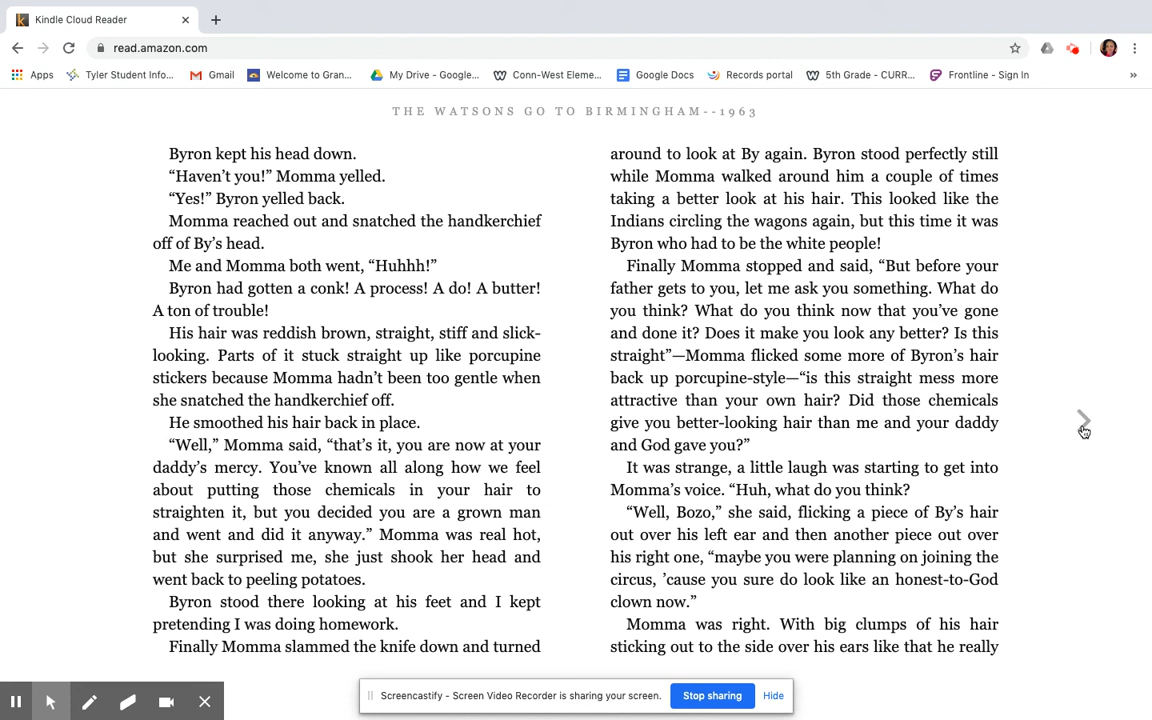 Kindle Cloud Reader
read.amazon.com
Apps
Tyler Student Info...
Gmail
Welcome to Gran...
My Drive - Google...
Conn-West Eleme...
Google Docs
Records portal
5th Grade - CURR...
Frontline - Sign In
»
THE WATSONS GO TO BIRMINGHAM--1963
Byron kept his head down.
“Haven’t you!” Momma yelled.
“Yes!” Byron yelled back.
Momma reached out and snatched the handkerchief
off of By’s head.
Me and Momma both went, “Huhhh!”
Byron had gotten a conk! A process! A do! A butter!
A ton of trouble!
His hair was reddish brown, straight, stiff and slick-
looking. Parts of it stuck straight up like porcupine
stickers because Momma hadn’t been too gentle when
she snatched the handkerchief off.
He smoothed his hair back in place.
“Well,” Momma said, “that’s it, you are now at your
daddy’s mercy. You’ve known all along how we feel
about putting those chemicals in your hair to
straighten it, but you decided you are a grown man
and went and did it anyway.” Momma was real hot,
but she surprised me, she just shook her head and
went back to peeling potatoes.
Byron stood there looking at his feet and I kept
pretending I was doing homework.
Finally Momma slammed the knife down and turned
around to look at By again. Byron stood perfectly still
while Momma walked around him a couple of times
taking a better look at his hair. This looked like the
Indians circling the wagons again, but this time it was
Byron who had to be the white people!
Finally Momma stopped and said, “But before your
father gets to you, let me ask you something. What do
you think? What do you think now that you’ve gone
and done it? Does it make you look any better? Is this
straight”—Momma flicked some more of Byron’s hair
back up porcupine-style—“is this straight mess more
attractive than your own hair? Did those chemicals
give you better-looking hair than me and your daddy
and God gave you?”
It was strange, a little laugh was starting to get into
Momma’s voice. “Huh, what do you think?
“Well, Bozo,” she said, flicking a piece of By’s hair
out over his left ear and then another piece out over
his right one, “maybe you were planning on joining the
circus, ’cause you sure do look like an honest-to-God
clown now.”
Momma was right. With big clumps of his hair
sticking out to the side over his ears like that he really
Screencastify - Screen Video Recorder is sharing your screen.
Stop sharing
Hide